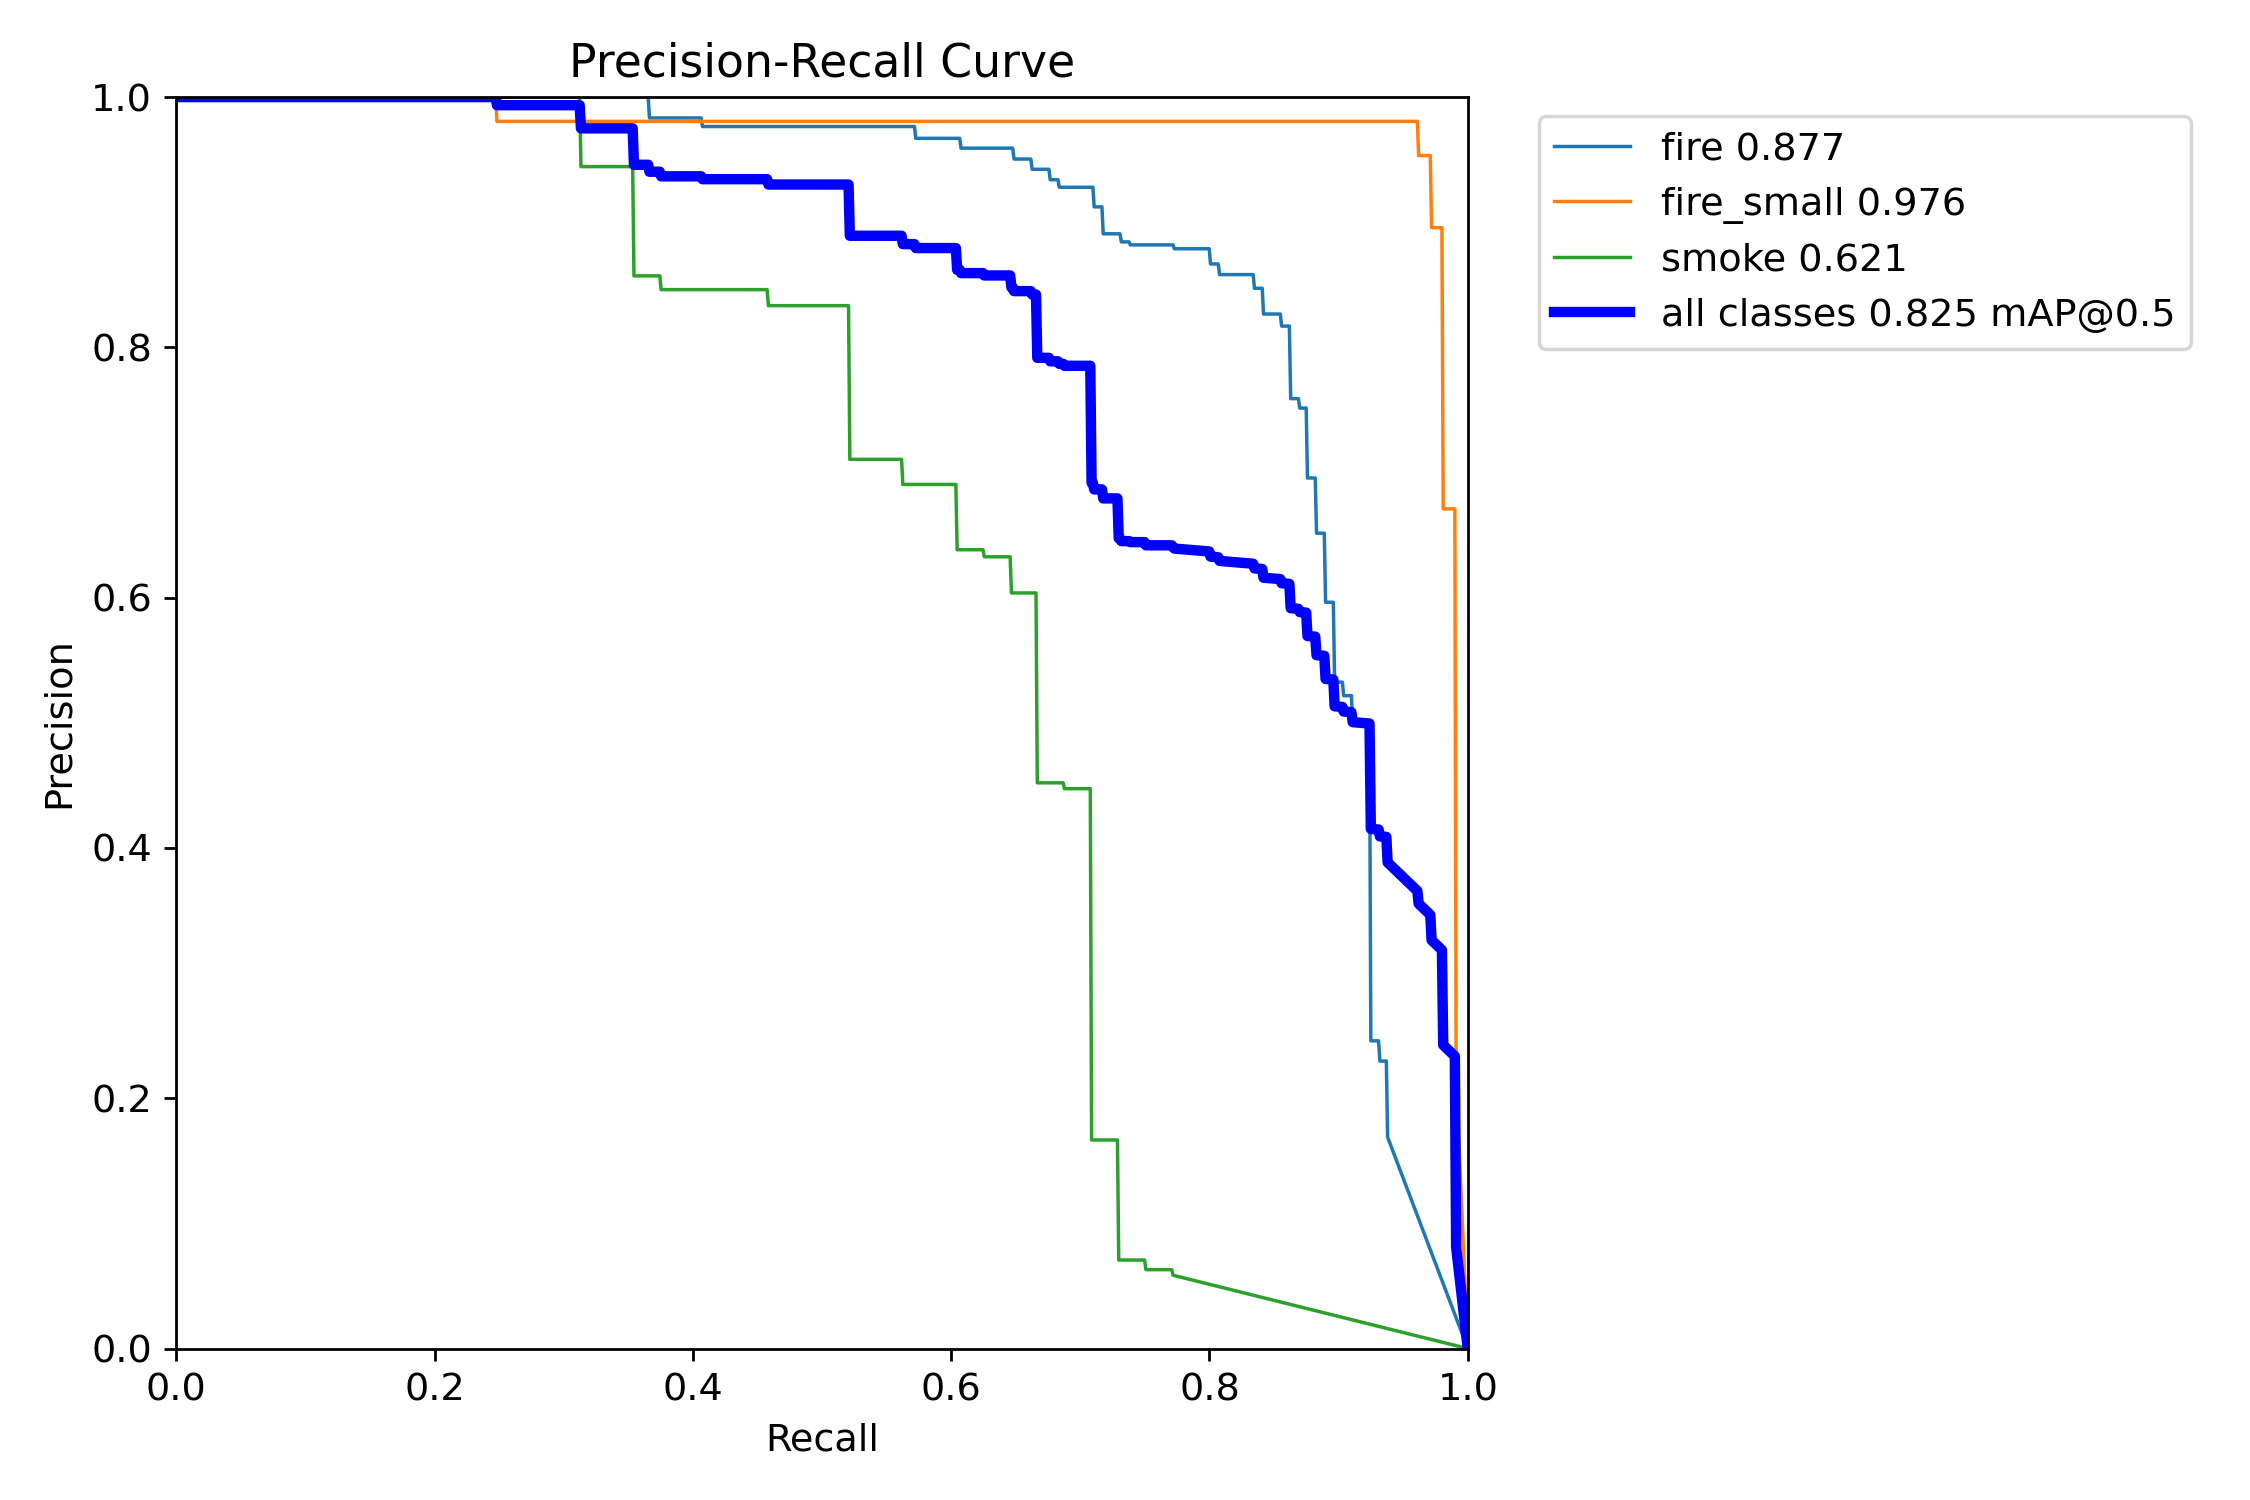 Precision-Recall Curve
1.0
0.8
0.6
0.4
0.2
0.0
Precision
0.0 0.2 0.4 0.6 0.8 1.0
Recall
fire 0.877
fire_small 0.976
smoke 0.621
all classes 0.825 mAP@0.5